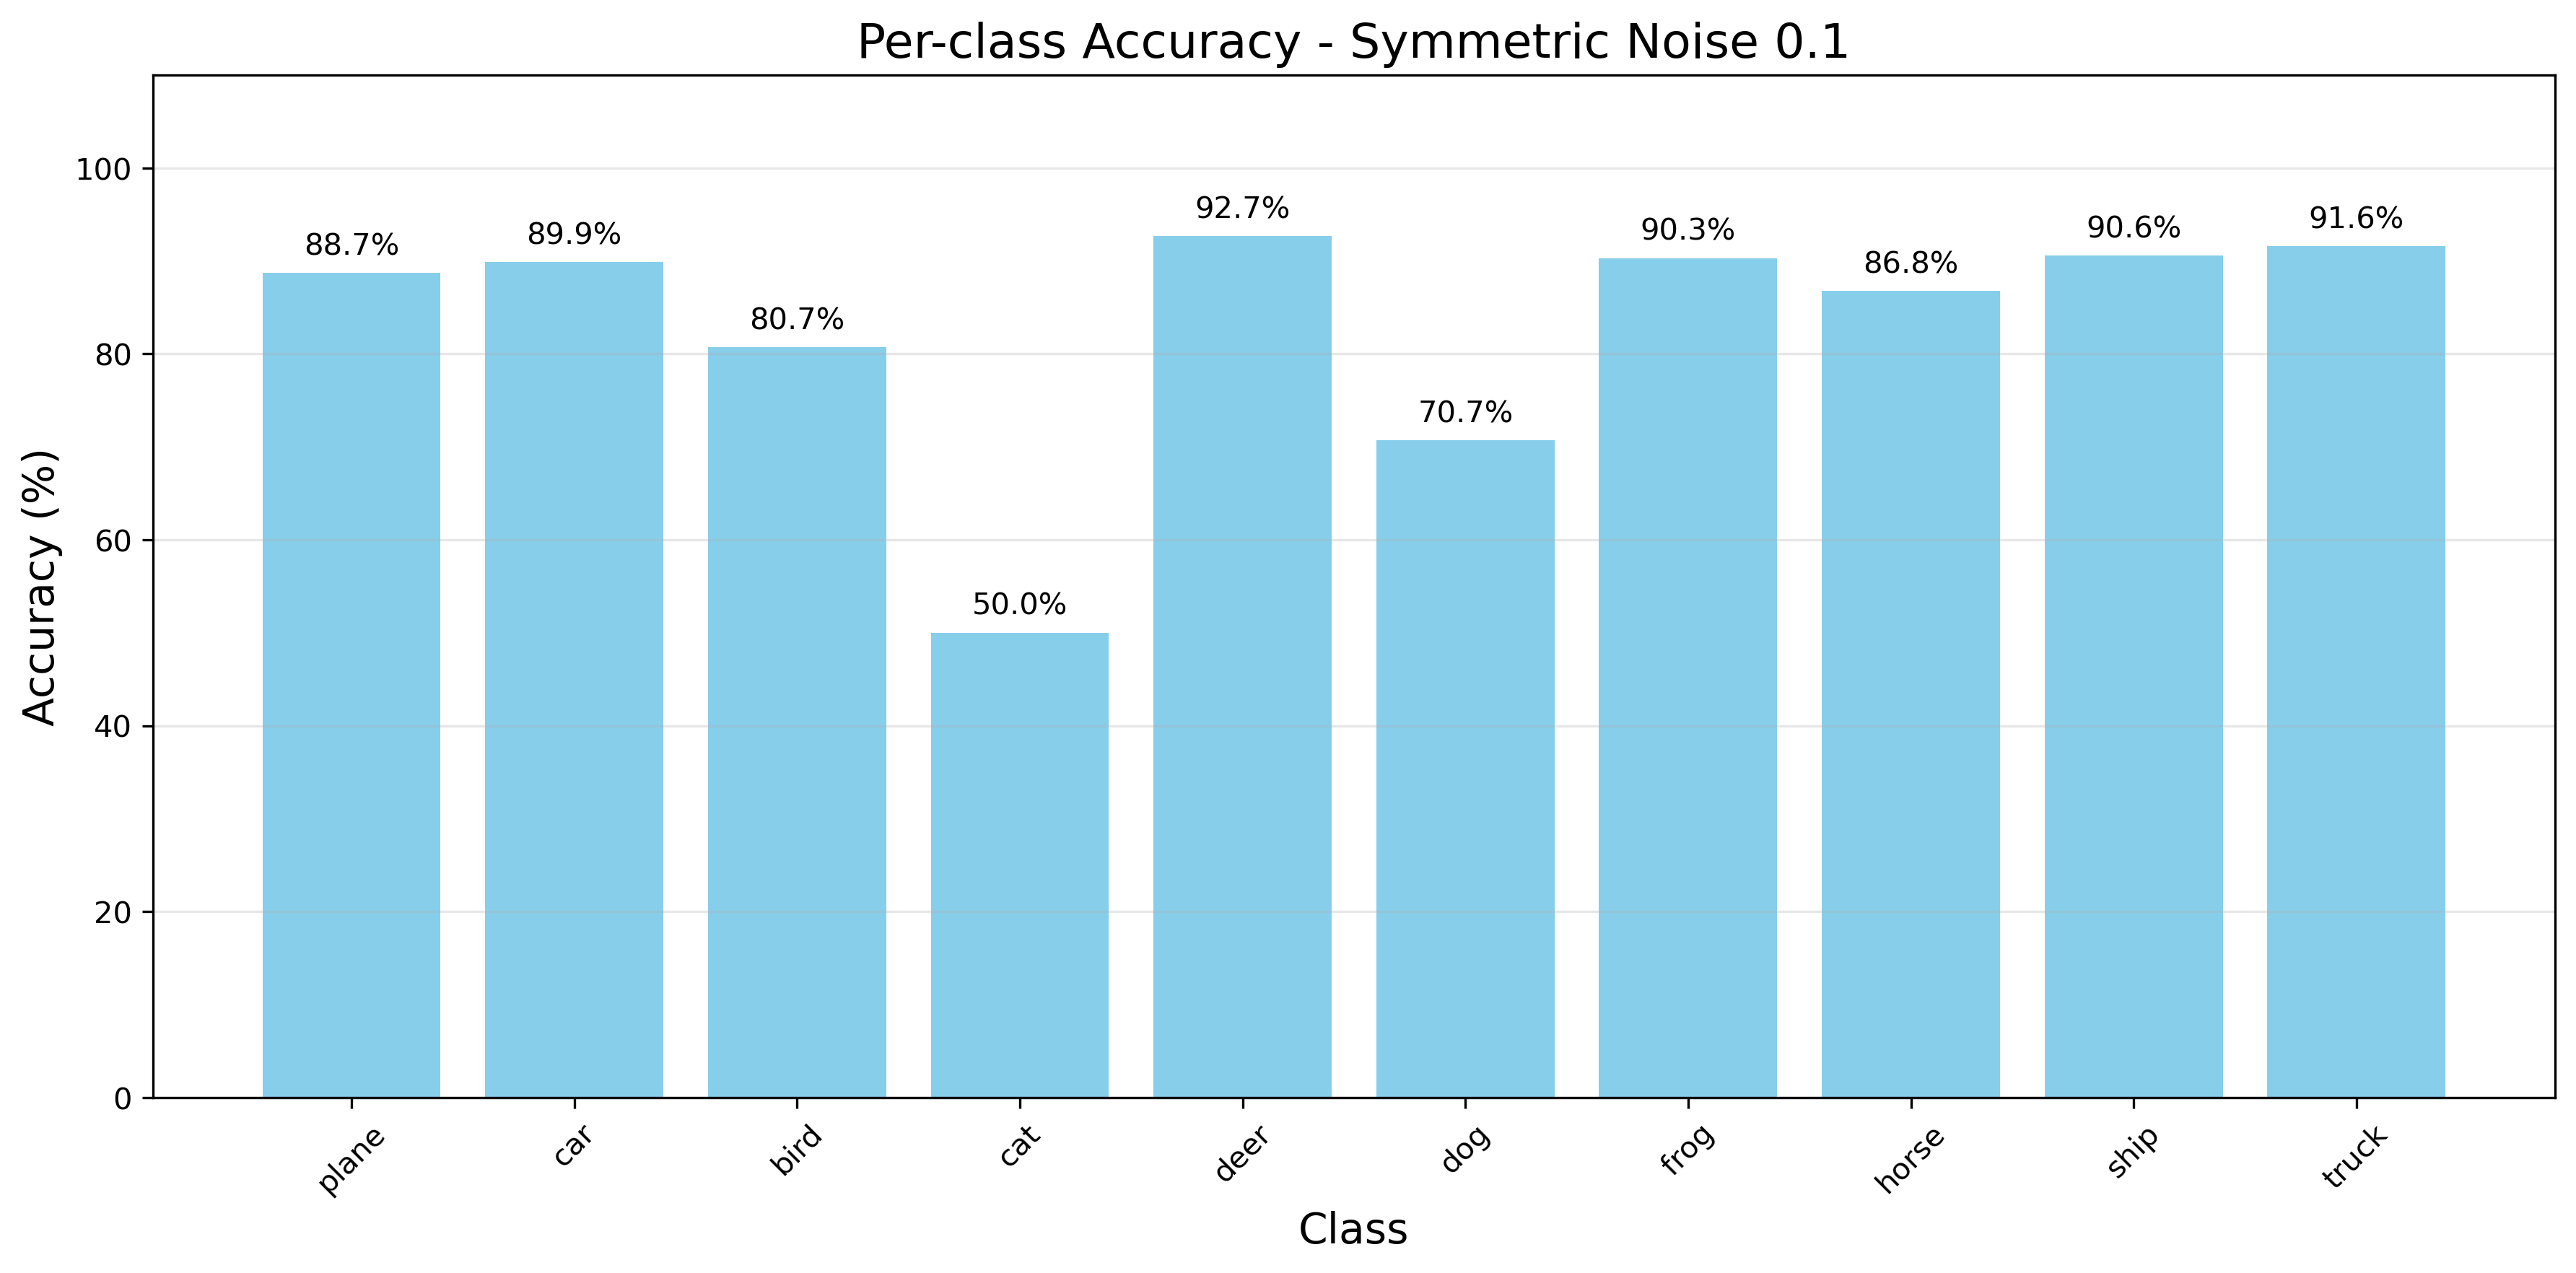 Per-class Accuracy - Symmetric Noise 0.1
Accuracy (%)
100
80
60
40
20
0
88.7%
89.9%
80.7%
50.0%
92.7%
70.7%
90.3%
86.8%
90.6%
91.6%
plane
car
bird
cat
deer
dog
frog
horse
ship
truck
Class